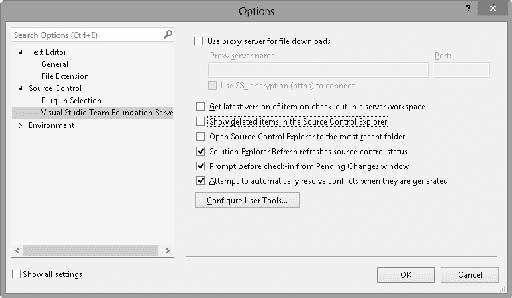 Options
Search Options (Ctrl+E)
Text Editor
General
File Extension
Source Control
Plug-in Selection
Visual Studio Team Foundation Serve
Environment
Show all settings
Use proxy server for file downloads
Proxy server name
Port:
Use SSL encryption (https) to connect
Get latest version of item on check-out in a server workspace
Show deleted items in the Source Control Explorer
Open Source Control Explorer to the most recent folder
Solution Explorer Refresh refreshes source control status
Prompt before check-in from Pending Changes window
Attempt to automatically resolve conflicts when they are generated
Configure User Tools...
OK
Cancel